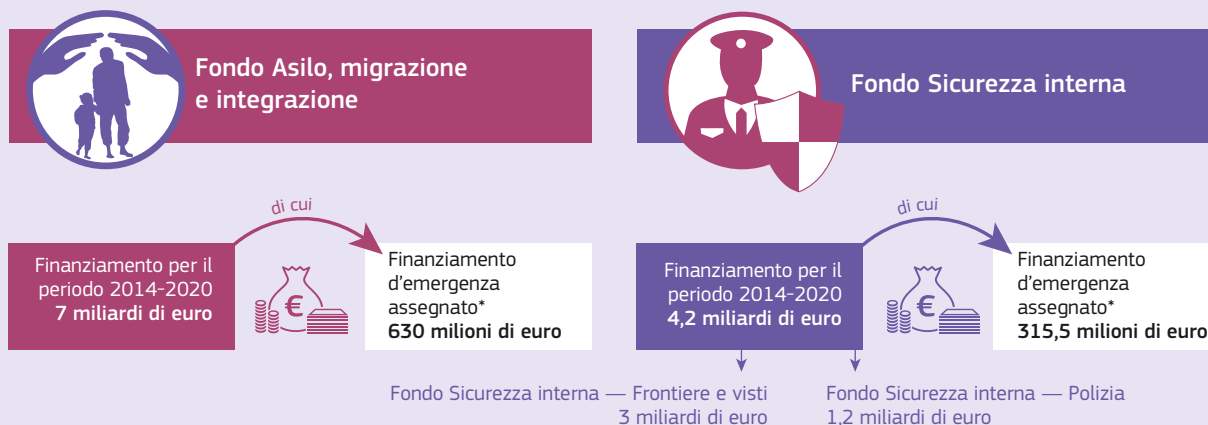 Fondo Asilo, migrazione
e integrazione
di cui
Finanziamento per il
periodo 2014-2020
7 miliardi di euro
€
Finanziamento
d'emergenza
assegnato*
630 milioni di euro
Fondo Sicurezza interna
di cui
Finanziamento per il
periodo 2014-2020
4,2 miliardi di euro
€
Finanziamento
d'emergenza
assegnato*
315,5 milioni di euro
Fondo Sicurezza interna — Frontiere e visti
3 miliardi di euro
Fondo Sicurezza interna — Polizia
1,2 miliardi di euro